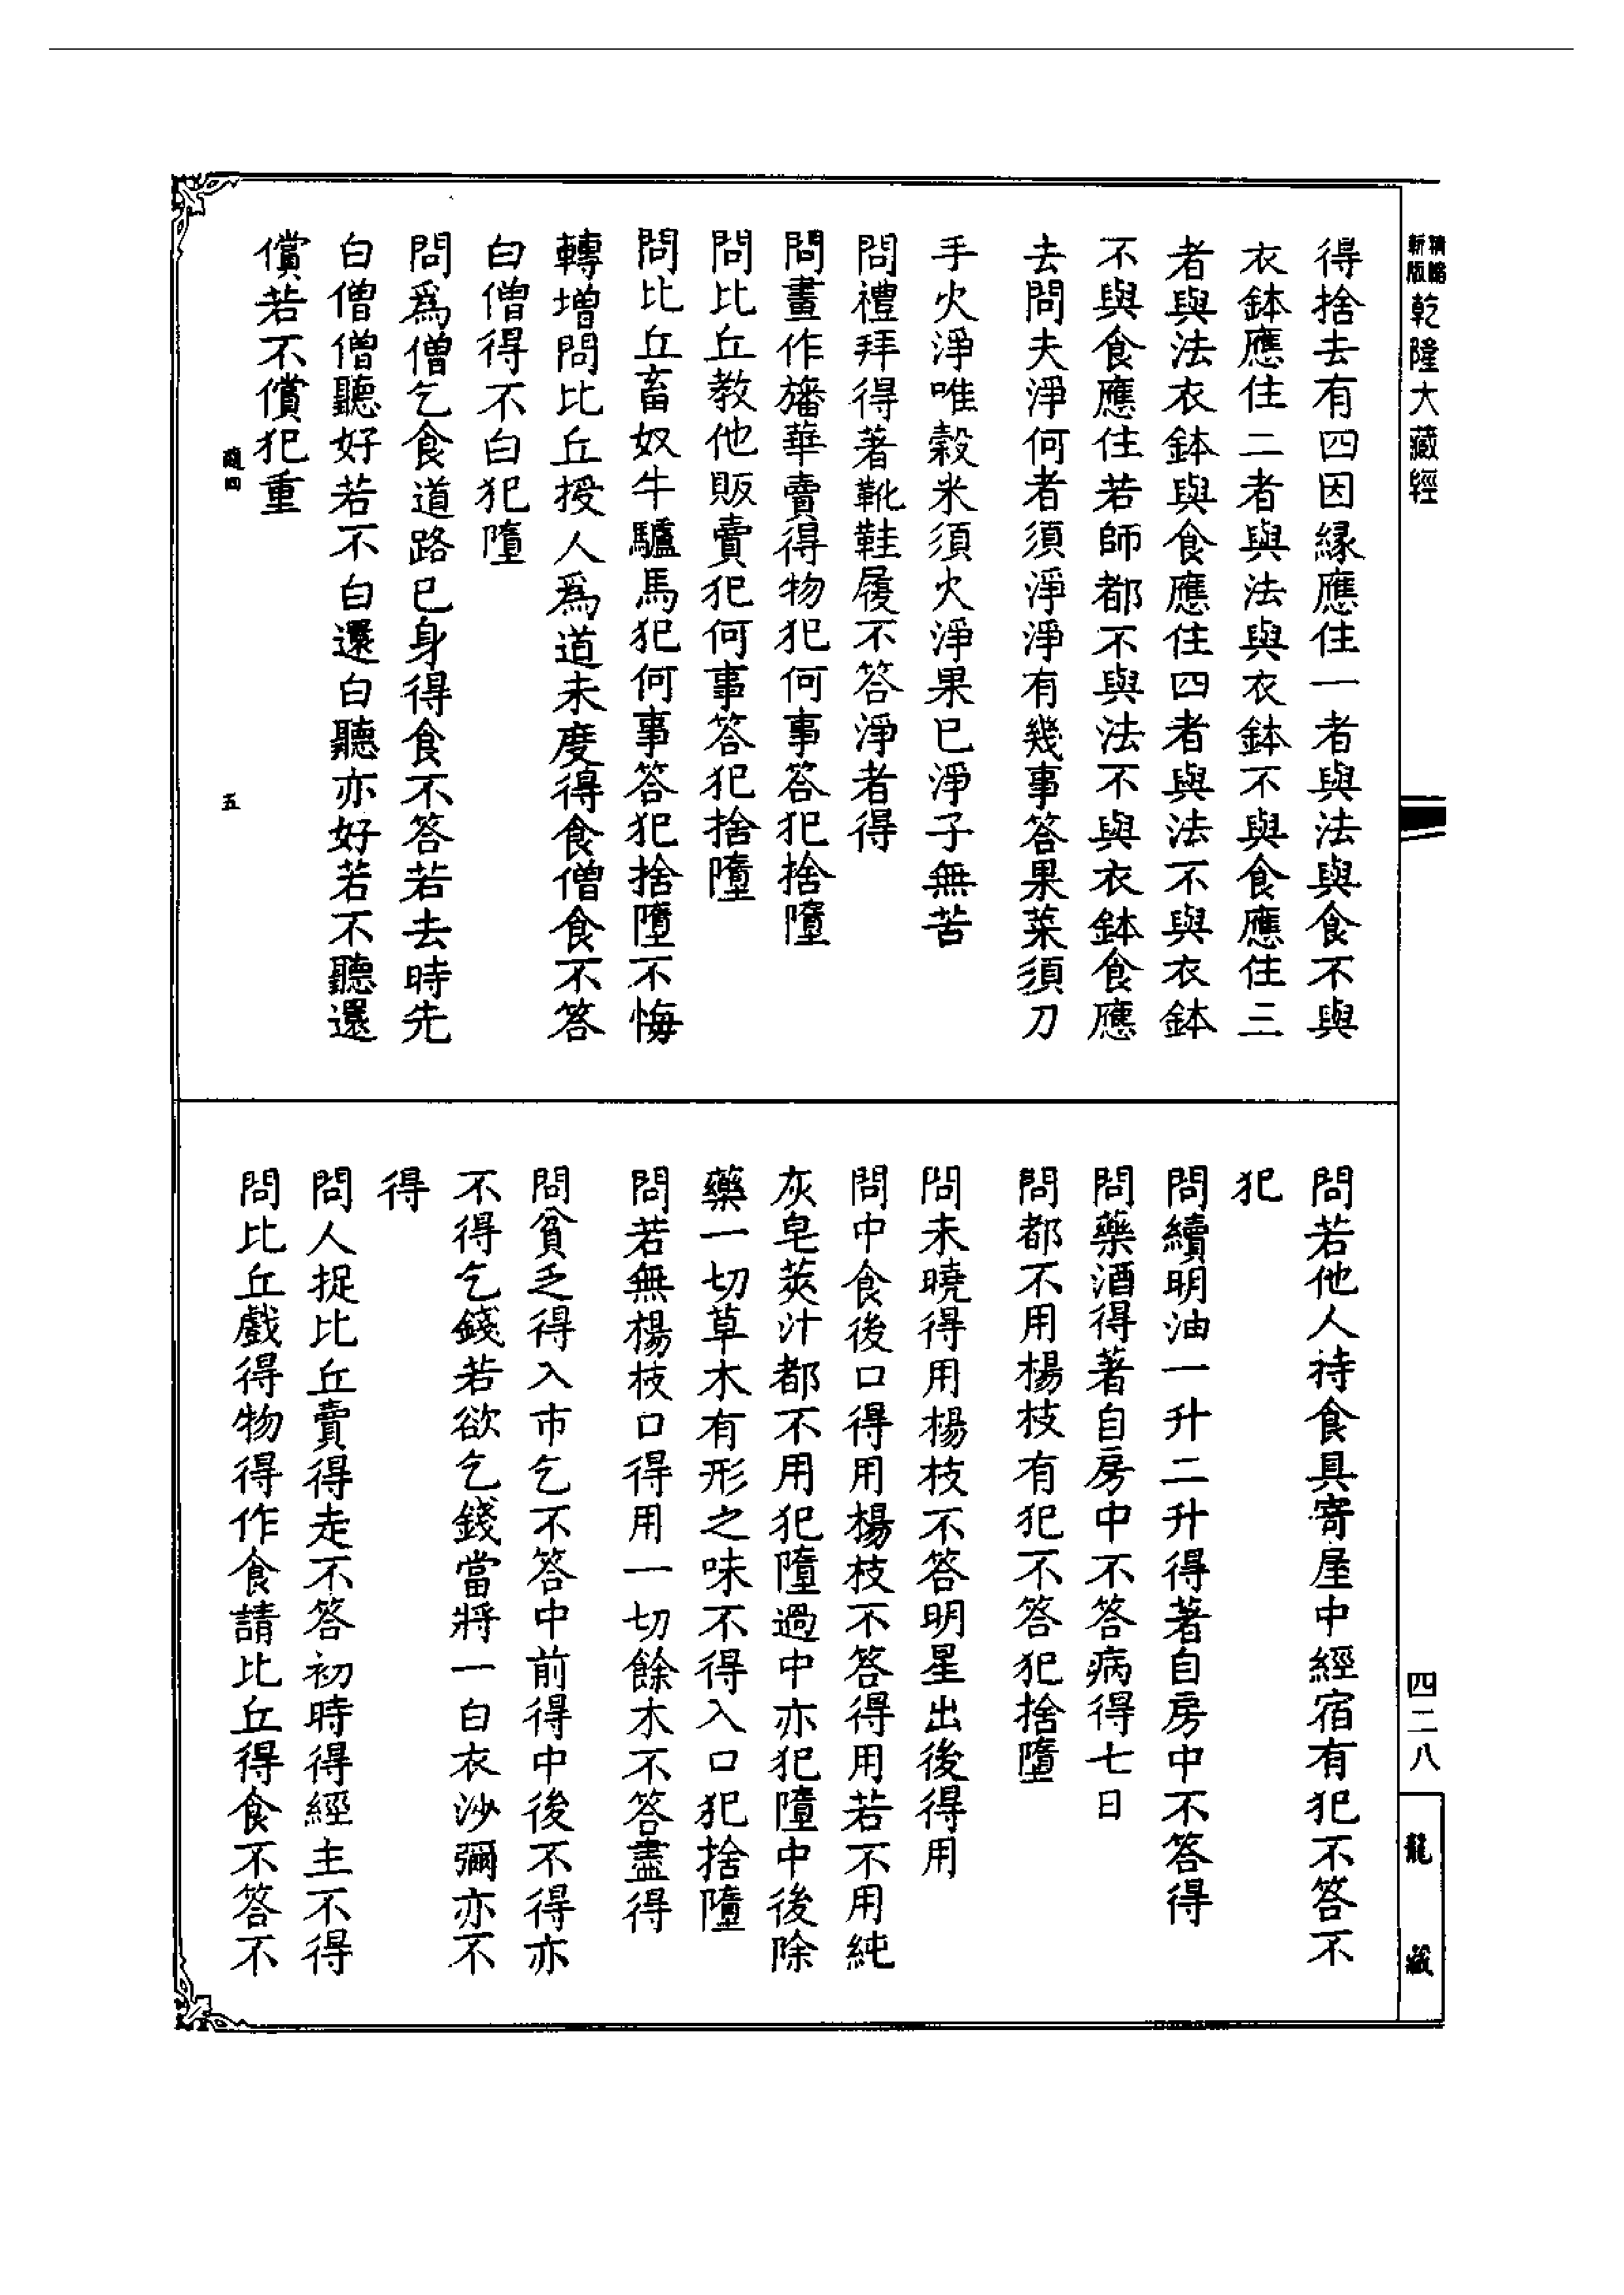 乾隆大藏經
得捨去有四因緣應住一者與法與食不與
衣鉢應住二者與法與衣鉢不與食應住三
者與法衣鉢與食應住四者與法不與衣鉢
不與食應住若師都不與法不與衣鉢食應
去問夫淨何者須淨淨有幾事答果菜須刀
手火淨唯穀米須火淨果已淨子無苦
問禮拜得著靴鞋履不答淨者得
問畫作旛華賣得物犯何事答犯捨墮
問比丘教他販賣犯何事答犯捨墮
問比丘畜奴牛驢馬犯何事答犯捨墮不悔
轉增問比丘授人爲道未度得食僧食不答
白僧得不白犯墮
問爲僧乞食道路已身得食不答若去時先
白僧僧聽好若不白還白聽亦好若不聽還
償若不償犯重
隨四
五
四二八
龍藏
問若他人持食具寄屋中經宿有犯不答不
犯
問續明油一升二升得著自房中不答得
問藥酒得著自房中不答病得七日
問都不用楊枝有犯不答犯捨墮
問未曉得用楊枝不答明星出後得用
問中食後口得用楊枝不答得用若不用純
灰皂莢汁都不用犯墮過中亦犯墮中後除
藥一切草木有形之味不得入口犯捨墮
問若無楊枝口得用一切餘木不答盡得
問貧乏得入市乞不答中前得中後不得亦
不得乞錢若欲乞錢當將一白衣沙彌亦不
得
問人捉比丘賣得走不答初時得經主不得
問比丘戲得物得作食請比丘得食不答不